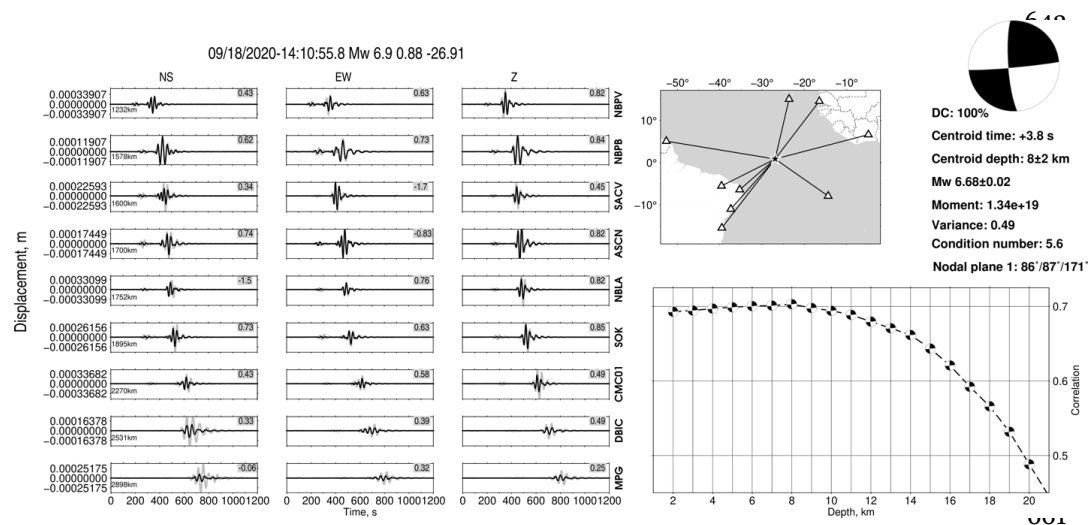 09/18/2020-14:10:55.8 Mw 6.9 0.88 -26.91
NS EW Z
Displacement, m
0.00033907 0.43 0.63 0.82
0.00000000
-0.00033907 1232km NBPV
0.00011907 0.62 0.73 0.84
0.00000000
-0.00011907 1578km NBPB
0.00022593 0.34 -1.7 0.45
0.00000000
-0.00022593 1600km SACV
0.00017449 0.74 -0.83 0.82
0.00000000
-0.00017449 1700km ASCN
0.00033099 -1.5 0.76 0.82
0.00000000
-0.00033099 1752km NBLA
0.00026156 0.73 0.63 0.85
0.00000000
-0.00026156 1895km SOK
0.00033682 0.43 0.58 0.49
0.00000000
-0.00033682 2270km CMC01
0.00016378 0.33 0.39 0.49
0.00000000
-0.00016378 2531km DBIC
0.00025175 -0.06 0.32 0.25
0.00000000
-0.00025175 2898km MPG
0 200 400 600 800 1000 1200 0 200 400 600 800 1000 1200 0 200 400 600 800 1000 1200
Time, s
-50° -40° -30° -20° -10°
10°
0°
-10°
DC: 100%
Centroid time: +3.8 s
Centroid depth: 8±2 km
Mw 6.68±0.02
Moment: 1.34e+19
Variance: 0.49
Condition number: 5.6
Nodal plane 1: 86°/87°/171°
0.7
0.6
0.5
Correlation
2 4 6 8 10 12 14 16 18 20
Depth, km